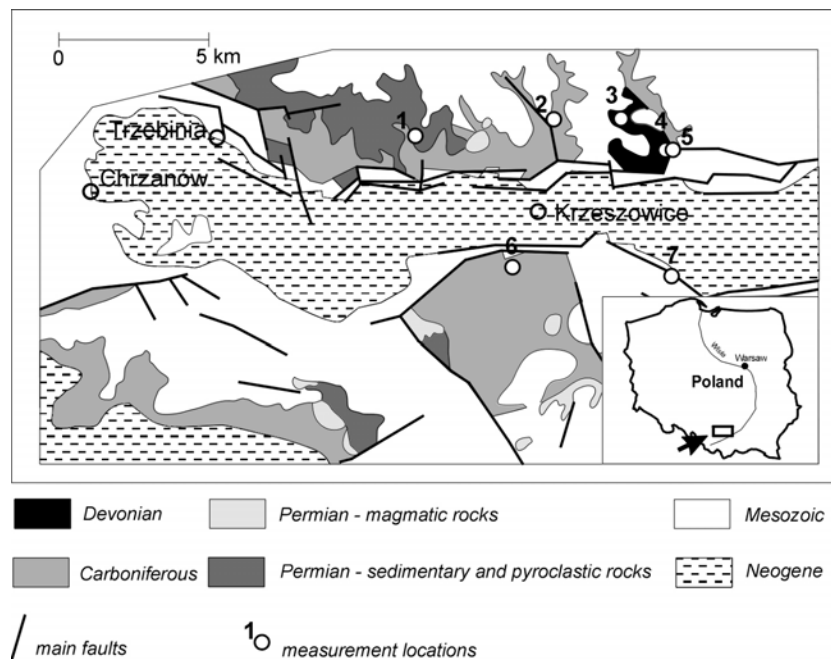 0 5 km
1
2
3
4
5
Trzebinia
Chrzanów
Krzeszowice
6
7
Wisła
Warsaw
Poland
Devonian
Permian - magmatic rocks
Mesozoic
Carboniferous
Permian - sedimentary and pyroclastic rocks
Neogene
main faults
1
measurement locations